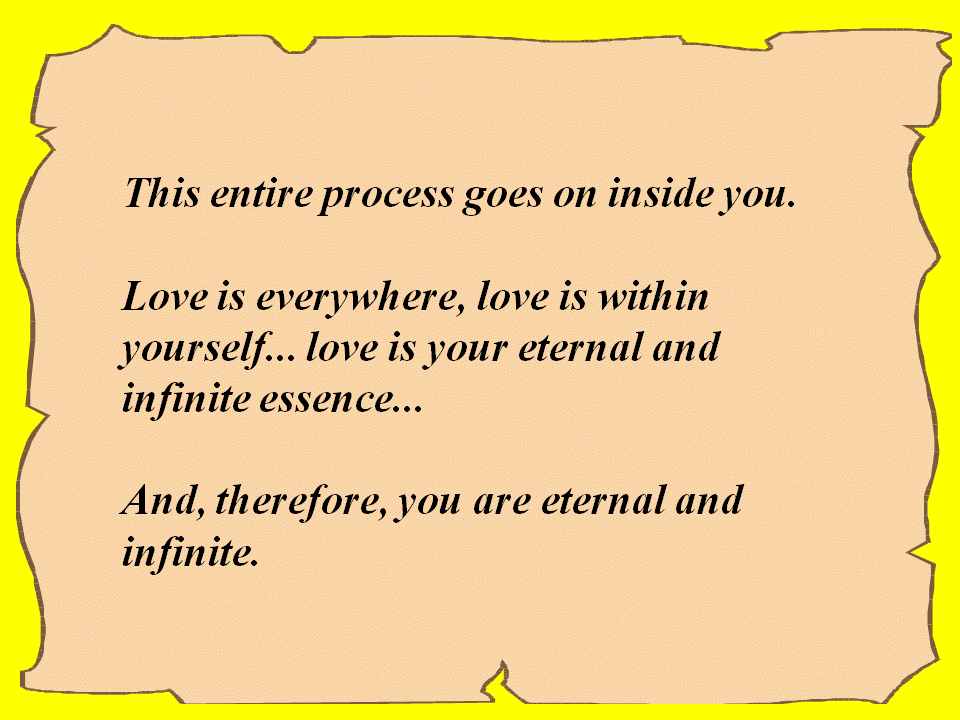 This entire process goes on inside you.
Love is everywhere, love is within
yourself... love is your eternal and
infinite essence...
And, therefore, you are eternal and
infinite.